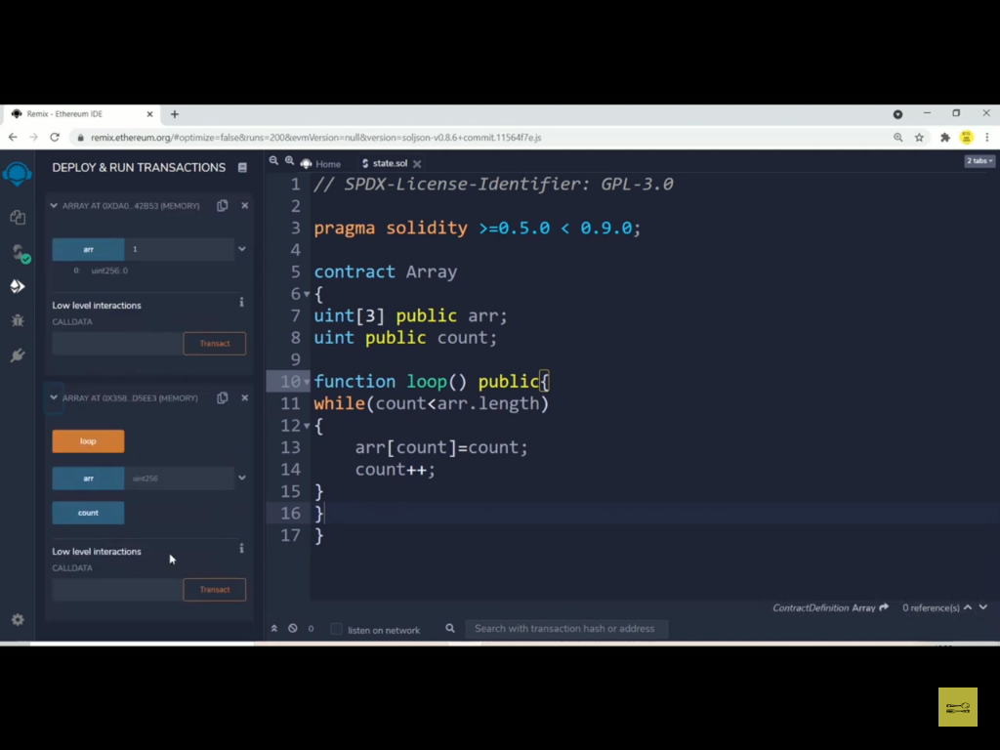 Remix - Ethereum IDE
remix.ethereum.org/#optimize=false&runs=200&evmVersion=null&version=soljson-v0.8.6+commit.11564f7e.js
DEPLOY & RUN TRANSACTIONS
Home
state.sol
2 tabs
ARRAY AT 0XDA0...42B53 (MEMORY)
arr
1
0: uint256: 0
Low level interactions
CALLDATA
Transact
ARRAY AT 0X358...D5EE3 (MEMORY)
loop
arr
uint256
count
Low level interactions
CALLDATA
Transact
1 // SPDX-License-Identifier: GPL-3.0
2
3 pragma solidity >=0.5.0 < 0.9.0;
4
5 contract Array
6 {
7 uint[3] public arr;
8 uint public count;
9
10 function loop() public{
11 while(count<arr.length)
12 {
13 arr[count]=count;
14 count++;
15 }
16 }
17 }
ContractDefinition Array 0 reference(s)
0 listen on network Search with transaction hash or address